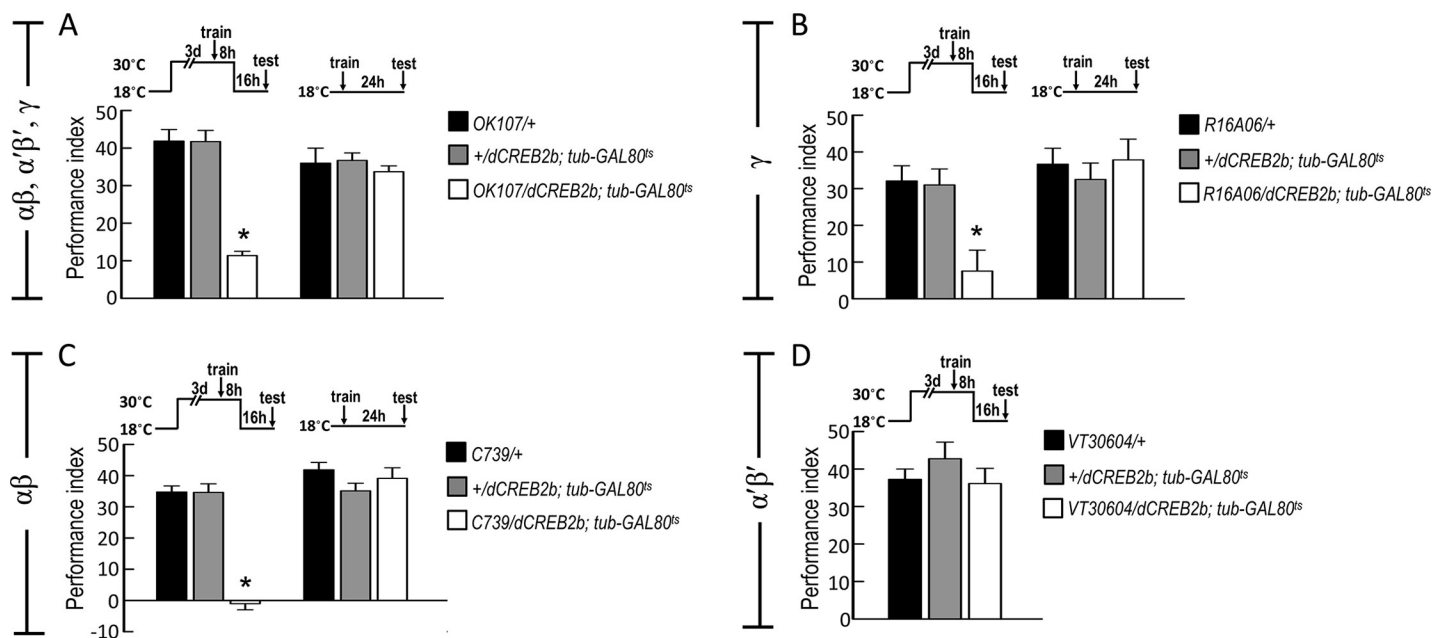 A
αβ, α′β′, γ
train
3d 8h
30°C
18°C
16h
test
train
24h
test
18°C
Performance index
50
40
30
20
10
0
*
OK107/+
+/dCREB2b; tub-GAL80ts
OK107/dCREB2b; tub-GAL80ts
B
γ
train
3d 8h
30°C
18°C
16h
test
train
24h
test
18°C
Performance index
50
40
30
20
10
0
*
R16A06/+
+/dCREB2b; tub-GAL80ts
R16A06/dCREB2b; tub-GAL80ts
C
αβ
train
3d 8h
30°C
18°C
16h
test
train
24h
test
18°C
Performance index
50
40
30
20
10
0
-10
*
C739/+
+/dCREB2b; tub-GAL80ts
C739/dCREB2b; tub-GAL80ts
D
α′β′
train
3d 8h
30°C
18°C
16h
test
Performance index
50
40
30
20
10
0
VT30604/+
+/dCREB2b; tub-GAL80ts
VT30604/dCREB2b; tub-GAL80ts